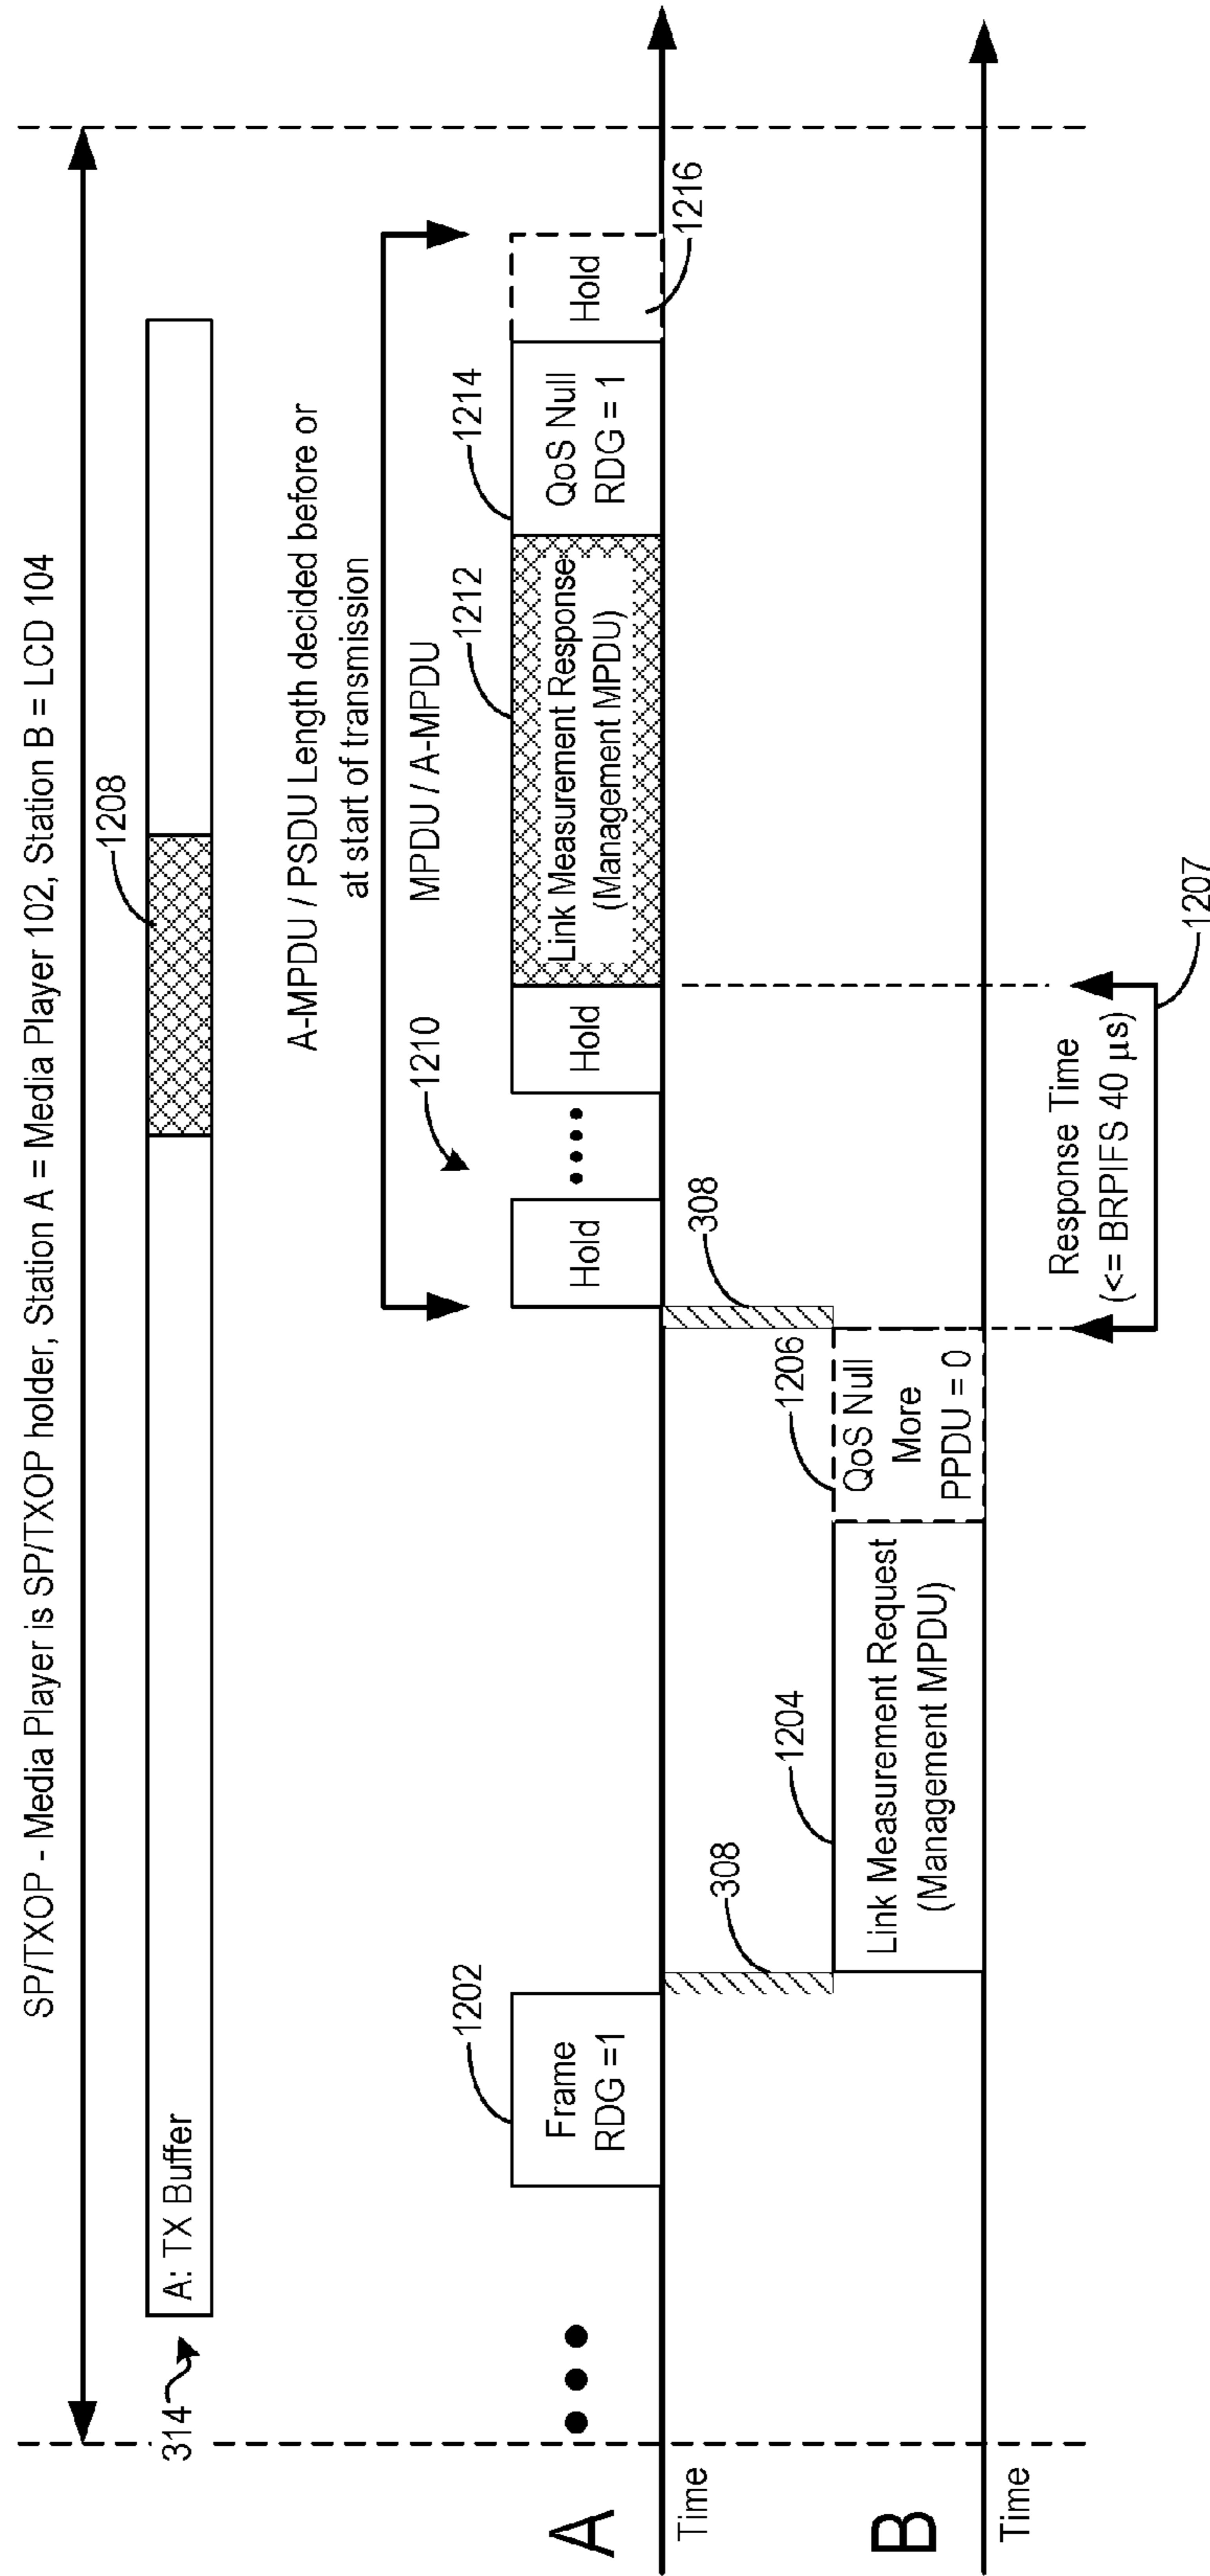 SP/TXOP - Media Player is SP/TXOP holder, Station A = Media Player 102, Station B = LCD 104
314
A: TX Buffer
1208
A-MPDU / PSDU Length decided before or
at start of transmission
MPDU / A-MPDU
A
Time
1202
Frame
RDG =1
1210
Hold
Hold
1212
Link Measurement Response
(Management MPDU)
1214
QoS Null
RDG = 1
Hold
1216
308
308
B
Time
1204
Link Measurement Request
(Management MPDU)
1206
QoS Null
More
PPDU = 0
Response Time
(<= BRPIFS 40 µs)
1207